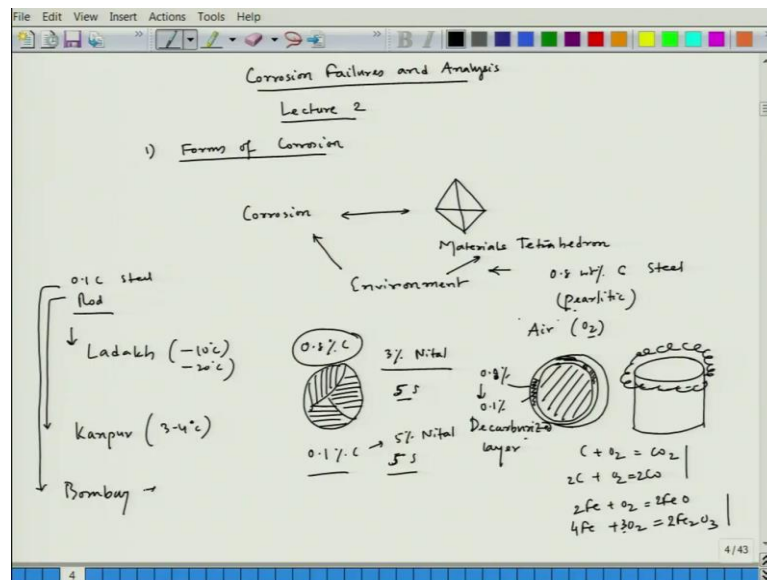 File Edit View Insert Actions Tools Help
Corrosion Failures and Analysis
Lecture 2
1) Forms of Corrosion
Corrosion
Materials Tetrahedron
Environment
0.8 wt% C Steel
(pearlitic)
Air (O2)
0.1C steel
Rod
Ladakh (-10°C)
-20°C
Kanpur (3-4°C)
Bombay
0.8% C
3% Nital
5 S
0.1% C
5% Nital
5 S
0.8%
0.1%
Decarburized
layer
C + O2 = CO2
2C + O2 = 2CO
2Fe + O2 = 2FeO
4Fe + 3O2 = 2Fe2O3
4/43
4